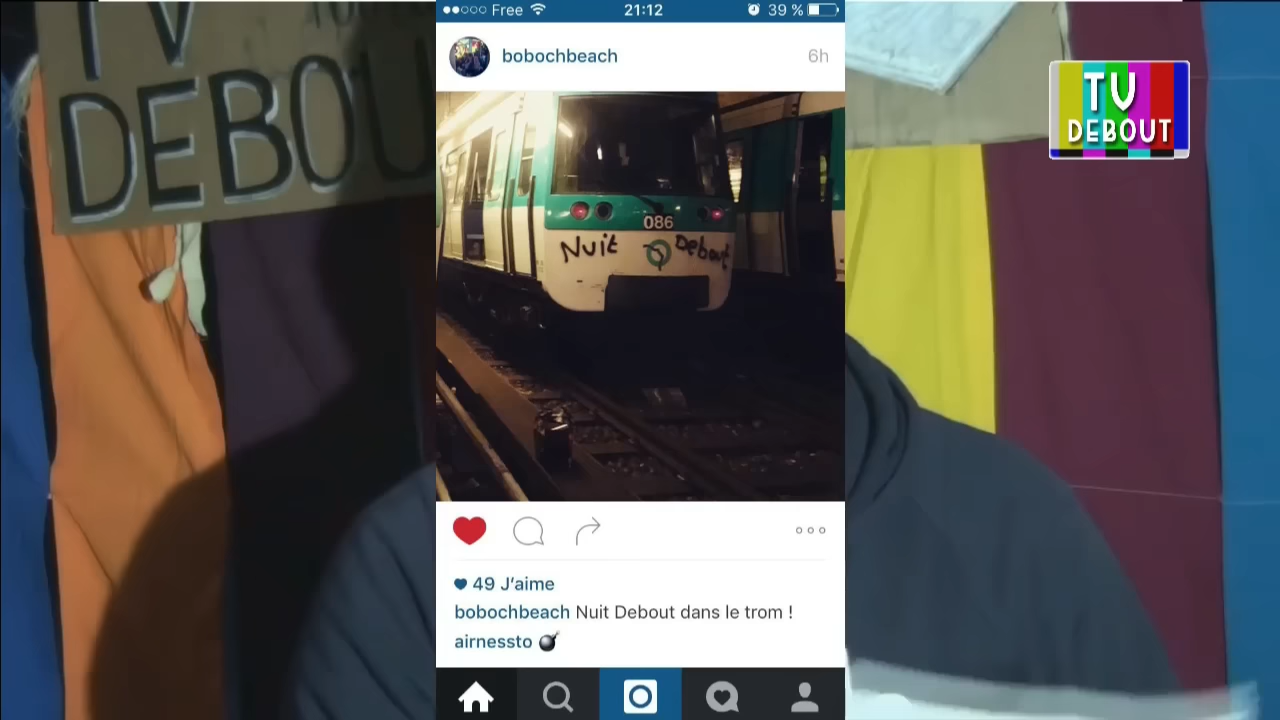 TV
DEBOU
Free 21:12 39 %
bobochbeach 6h
086
Nuit Debout
49 J'aime
bobochbeach Nuit Debout dans le trom !
airnessto
TV
DEBOUT